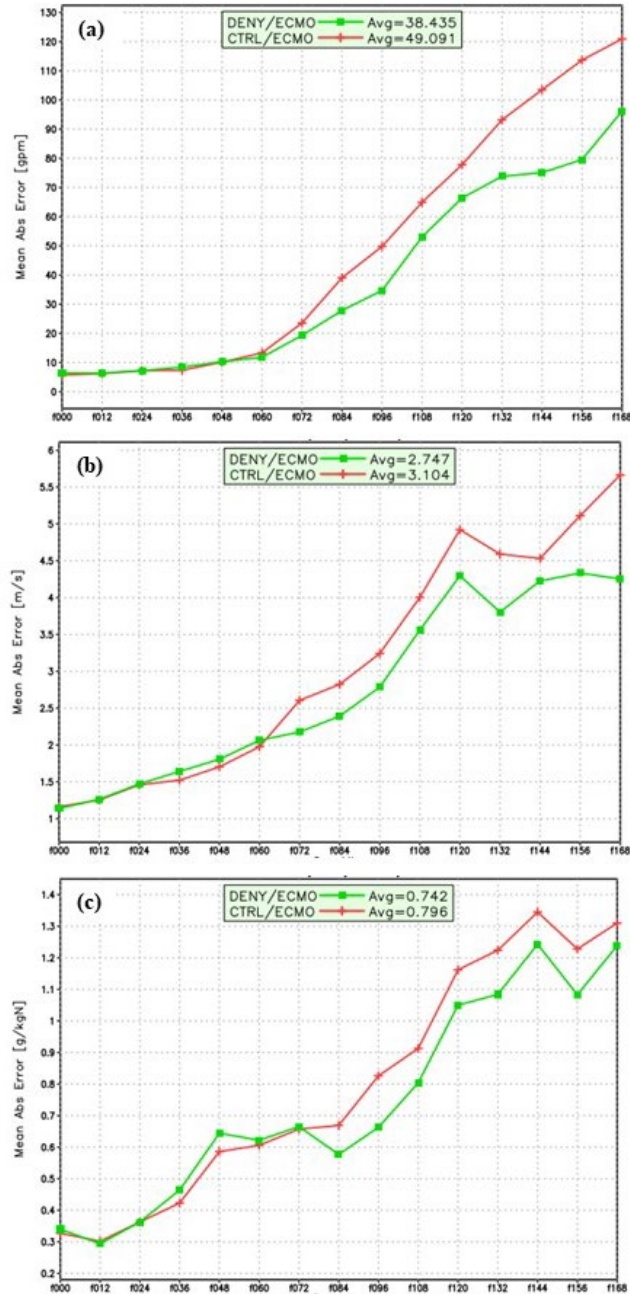 (a)
DENY/ECMO Avg=38.435
CTRL/ECMO Avg=49.091
Mean Abs Error [gpm]
130
120
110
100
90
80
70
60
50
40
30
20
10
0
f000 f012 f024 f036 f048 f060 f072 f084 f096 f108 f120 f132 f144 f156 f168
(b)
DENY/ECMO Avg=2.747
CTRL/ECMO Avg=3.104
Mean Abs Error [m/s]
6
5.5
5
4.5
4
3.5
3
2.5
2
1.5
1
f000 f012 f024 f036 f048 f060 f072 f084 f096 f108 f120 f132 f144 f156 f168
(c)
DENY/ECMO Avg=0.742
CTRL/ECMO Avg=0.796
Mean Abs Error [g/kgN]
1.4
1.3
1.2
1.1
1
0.9
0.8
0.7
0.6
0.5
0.4
0.3
0.2
f000 f012 f024 f036 f048 f060 f072 f084 f096 f108 f120 f132 f144 f156 f168